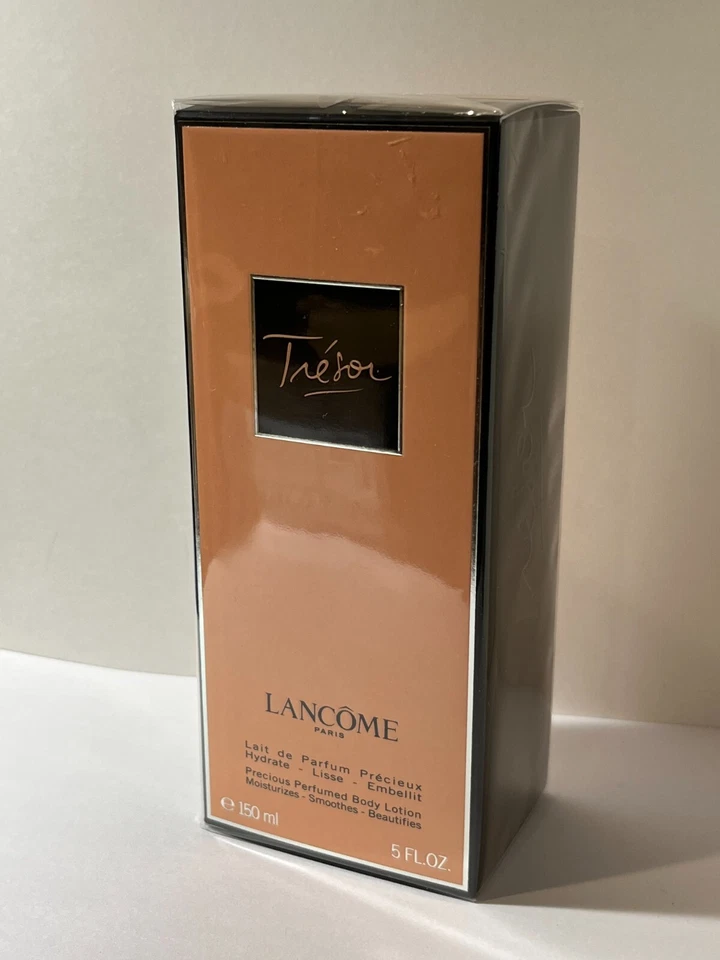 Trésor
LANCÔME
PARIS
Lait de Parfum Précieux
Hydrate - Lisse - Embellit
Precious Perfumed Body Lotion
Moisturizes - Smoothes - Beautifies
℮ 150 ml
5 FL.OZ.